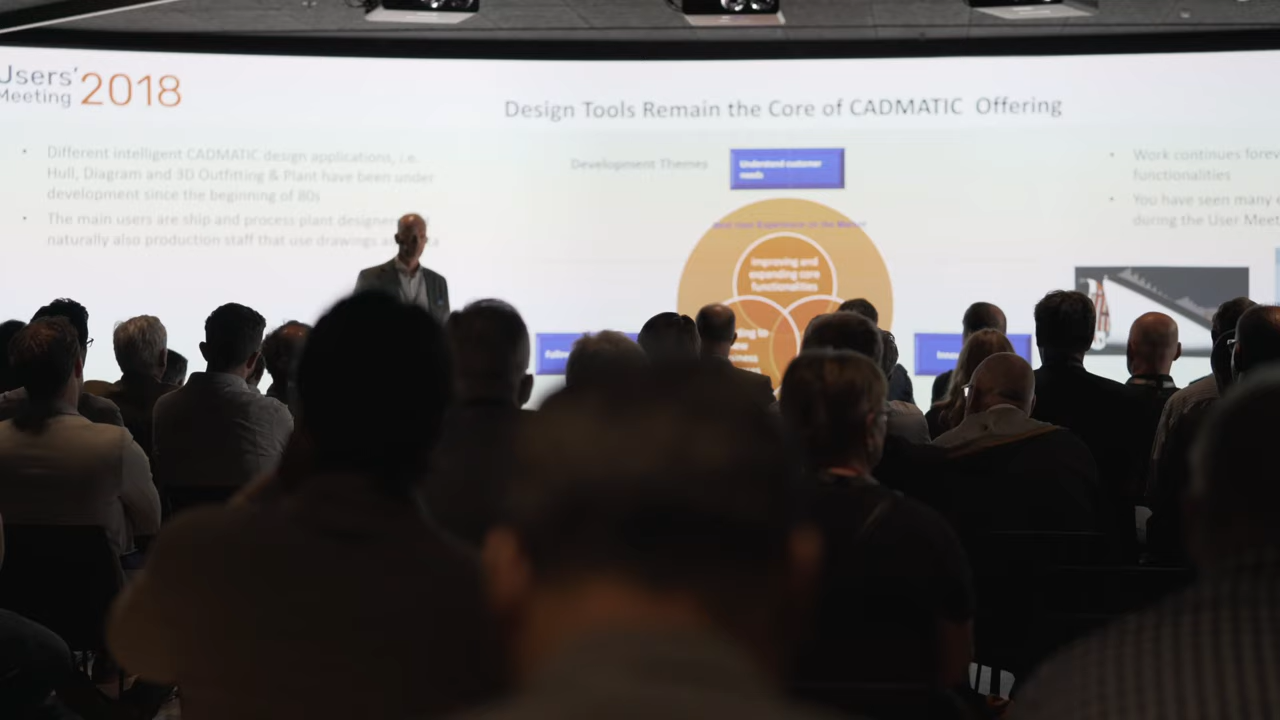 Users'
Meeting 2018
Design Tools Remain the Core of CADMATIC Offering
• Different intelligent CADMATIC design applications, i.e.
Hull, Diagram and 3D Outfitting & Plant have been under
development since the beginning of 80s
• The main users are ship and process plant
naturally also production staff that use drawings
Development Themes
Understand customer
needs
Improving and
expanding core
functionalities
• Work continues
functionalities
• You have seen many
during the User